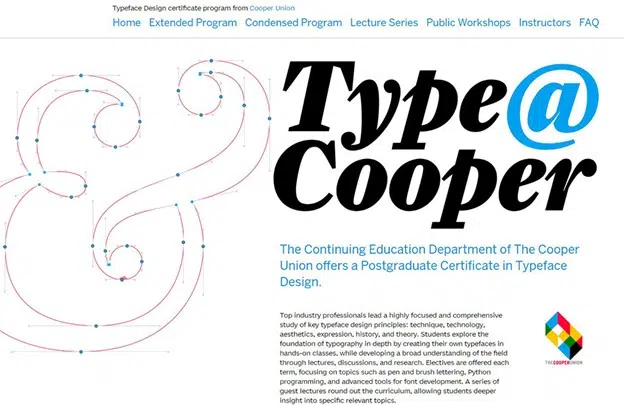 Typeface Design certificate program from Cooper Union
Home Extended Program Condensed Program Lecture Series Public Workshops Instructors FAQ
&
Type@
Cooper
The Continuing Education Department of The Cooper
Union offers a Postgraduate Certificate in Typeface
Design.
Top industry professionals lead a highly focused and comprehensive
study of key typeface design principles: technique, technology,
aesthetics, expression, history, and theory. Students explore the
foundation of typography in depth by creating their own typefaces in
hands-on classes, while developing a broad understanding of the field
through lectures, discussions, and research. Electives are offered each
term, focusing on topics such as pen and brush lettering, Python
programming, and advanced tools for font development. A series of
guest lectures round out the curriculum, allowing students deeper
insight into specific relevant topics.
THECOOPERUNION